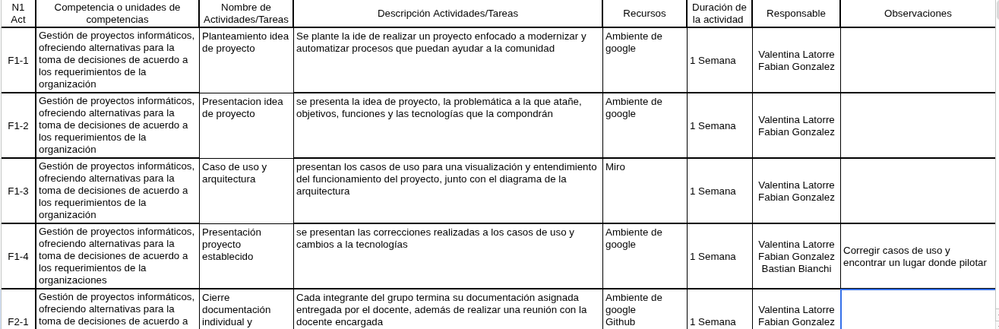 N1
Act
Competencia o unidades de
competencias
Nombre de
Actividades/Tareas
Descripción Actividades/Tareas
Recursos
Duración de
la actividad
Responsable
Observaciones
F1-1
Gestión de proyectos informáticos,
ofreciendo alternativas para la
toma de decisiones de acuerdo a
los requerimientos de la
organización
Planteamiento idea
de proyecto
Se plante la ide de realizar un proyecto enfocado a modernizar y
automatizar procesos que puedan ayudar a la comunidad
Ambiente de
google
1 Semana
Valentina Latorre
Fabian Gonzalez
F1-2
Gestión de proyectos informáticos,
ofreciendo alternativas para la
toma de decisiones de acuerdo a
los requerimientos de la
organización
Presentacion idea
de proyecto
se presenta la idea de proyecto, la problemática a la que atañe,
objetivos, funciones y las tecnologías que la compondrán
Ambiente de
google
1 Semana
Valentina Latorre
Fabian Gonzalez
F1-3
Gestión de proyectos informáticos,
ofreciendo alternativas para la
toma de decisiones de acuerdo a
los requerimientos de la
organización
Caso de uso y
arquitectura
presentan los casos de uso para una visualización y entendimiento
del funcionamiento del proyecto, junto con el diagrama de la
arquitectura
Miro
1 Semana
Valentina Latorre
Fabian Gonzalez
F1-4
Gestión de proyectos informáticos,
ofreciendo alternativas para la
toma de decisiones de acuerdo a
los requerimientos de la
organizaciones
Presentación
proyecto
establecido
se presentan las correcciones realizadas a los casos de uso y
cambios a la tecnologías
Ambiente de
google
1 Semana
Valentina Latorre
Fabian Gonzalez
Bastian Bianchi
Corregir casos de uso y
encontrar un lugar donde pilotar
F2-1
Gestión de proyectos informáticos,
ofreciendo alternativas para la
toma de decisiones de acuerdo a
Cierre
documentación
individual y
Cada integrante del grupo termina su documentación asignada
entregada por el docente, además de realizar una reunión con la
docente encargada
Ambiente de
google
Github
1 Semana
Valentina Latorre
Fabian Gonzalez